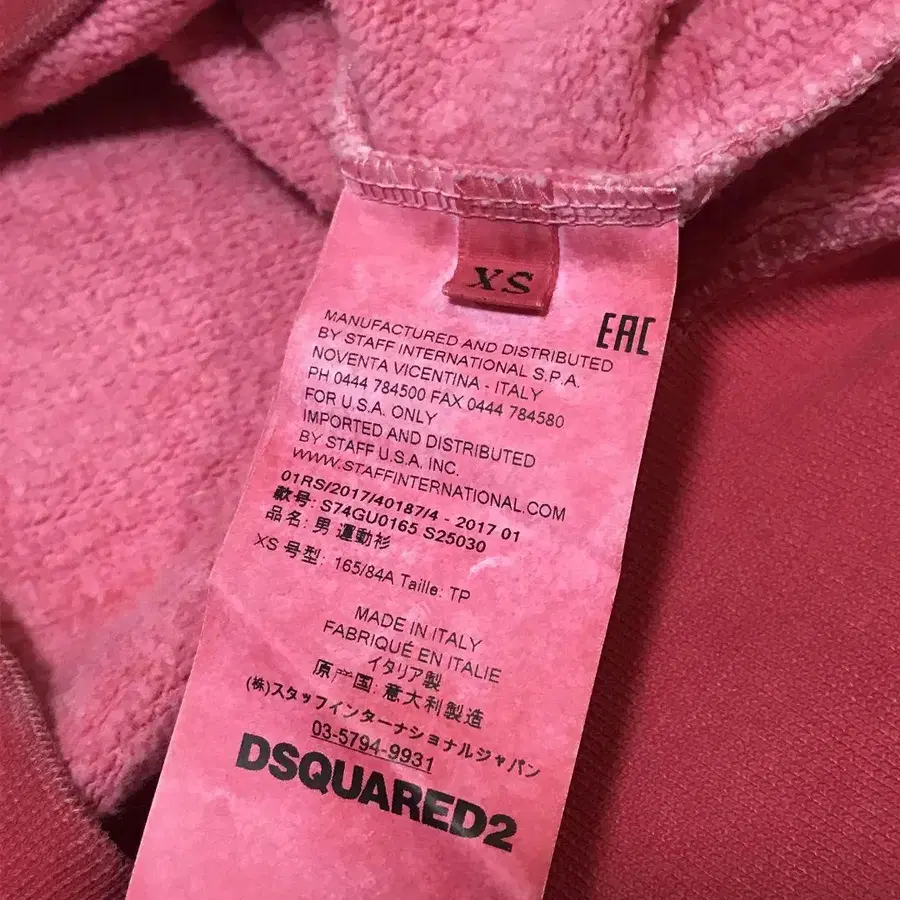 XS
EAC
MANUFACTURED AND DISTRIBUTED
BY STAFF INTERNATIONAL S.P.A.
NOVENTA VICENTINA - ITALY
PH 0444 784500 FAX 0444 784580
FOR U.S.A. ONLY
IMPORTED AND DISTRIBUTED
BY STAFF U.S.A. INC.
WWW.STAFFINTERNATIONAL.COM
01RS/2017/40187/4 - 2017 01
款号: S74GU0165 S25030
品名: 男 運動衫
XS 号型: 165/84A Taille: TP
MADE IN ITALY
FABRIQUÉ EN ITALIE
イタリア製
原产国: 意大利製造
(株)スタッフインターナショナルジャパン
03-5794-9931
DSQUARED2